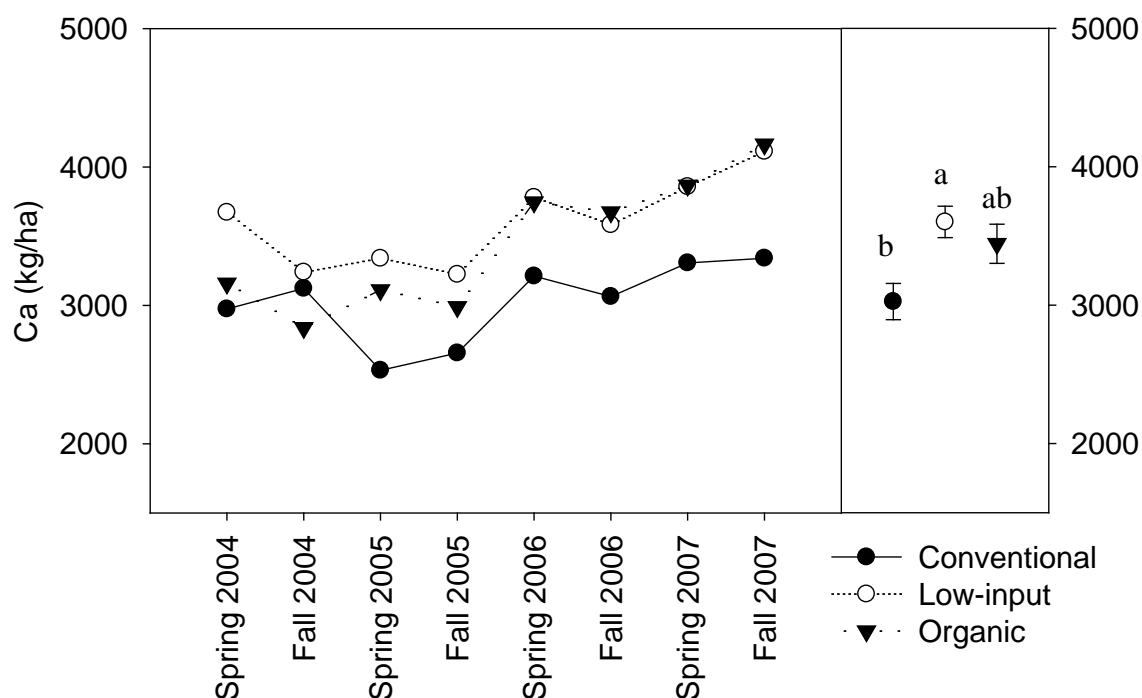 5000
4000
3000
2000
Ca (kg/ha)
Spring 2004
Fall 2004
Spring 2005
Fall 2005
Spring 2006
Fall 2006
Spring 2007
Fall 2007
b
a
ab
5000
4000
3000
2000
Conventional
Low-input
Organic